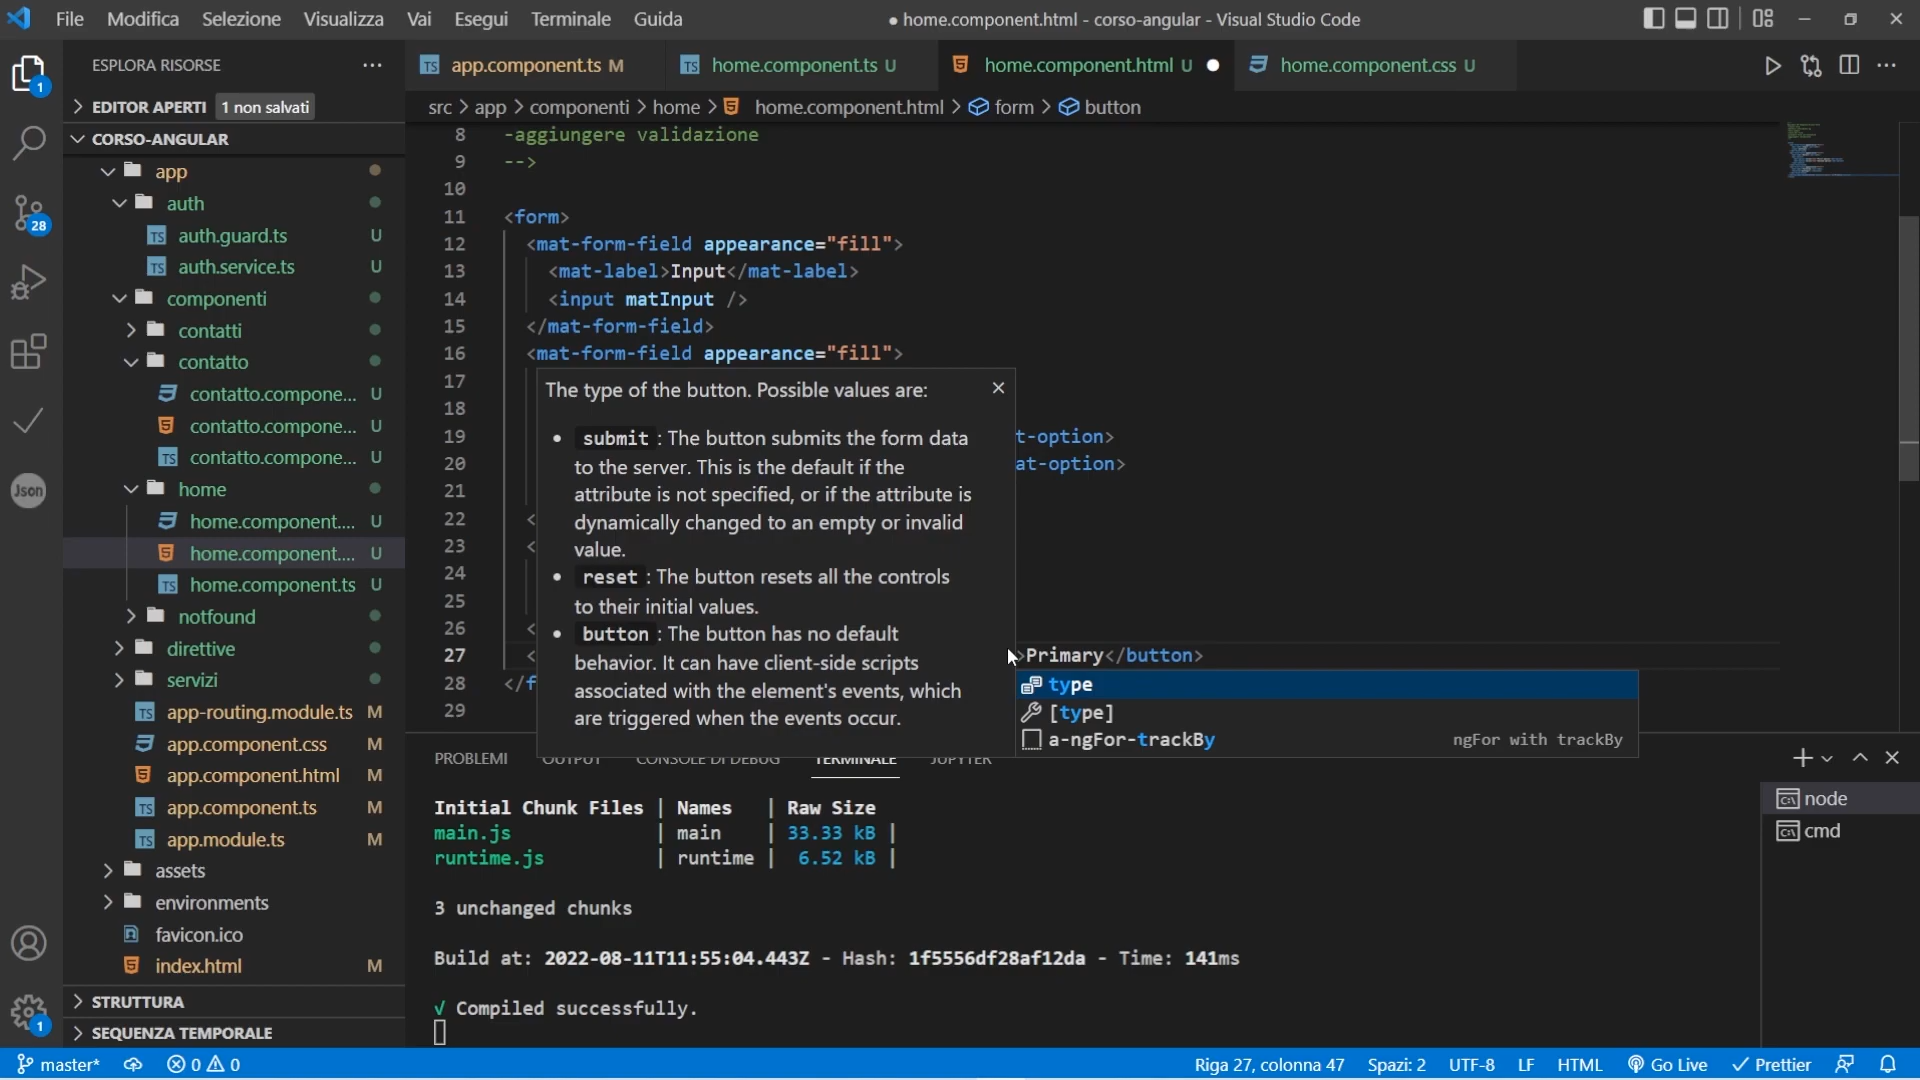 File Modifica Selezione Visualizza Vai Esegui Terminale Guida
● home.component.html - corso-angular - Visual Studio Code
ESPLORA RISORSE
EDITOR APERTI 1 non salvati
CORSO-ANGULAR
app
auth
auth.guard.ts U
auth.service.ts U
componenti
contatti
contatto
contatto.compone... U
contatto.compone... U
contatto.compone... U
home
home.component.... U
home.component.... U
home.component.ts U
notfound
direttive
servizi
app-routing.module.ts M
app.component.css M
app.component.html M
app.component.ts M
app.module.ts M
assets
environments
favicon.ico
index.html M
STRUTTURA
SEQUENZA TEMPORALE
1
28
Json
1
app.component.ts M home.component.ts U home.component.html U home.component.css U
src > app > componenti > home > home.component.html > form > button
8 -aggiungere validazione
9 -->
10
11 <form>
12 <mat-form-field appearance="fill">
13 <mat-label>Input</mat-label>
14 <input matInput />
15 </mat-form-field>
16 <mat-form-field appearance="fill">
17
18
19 t-option>
20 at-option>
21
22 <
23 <
24
25
26 <
27 < >Primary</button>
28 </f
29
The type of the button. Possible values are:
• submit : The button submits the form data
to the server. This is the default if the
attribute is not specified, or if the attribute is
dynamically changed to an empty or invalid
value.
• reset : The button resets all the controls
to their initial values.
• button : The button has no default
behavior. It can have client-side scripts
associated with the element's events, which
are triggered when the events occur.
type
[type]
a-ngFor-trackBy ngFor with trackBy
PROBLEMI OUTPUT CONSOLE DI DEBUG TERMINALE JUPYTER
Initial Chunk Files | Names | Raw Size
main.js | main | 33.33 kB |
runtime.js | runtime | 6.52 kB |
3 unchanged chunks
Build at: 2022-08-11T11:55:04.443Z - Hash: 1f5556df28af12da - Time: 141ms
√ Compiled successfully.
node
cmd
master* 0 0 Riga 27, colonna 47 Spazi: 2 UTF-8 LF HTML Go Live Prettier